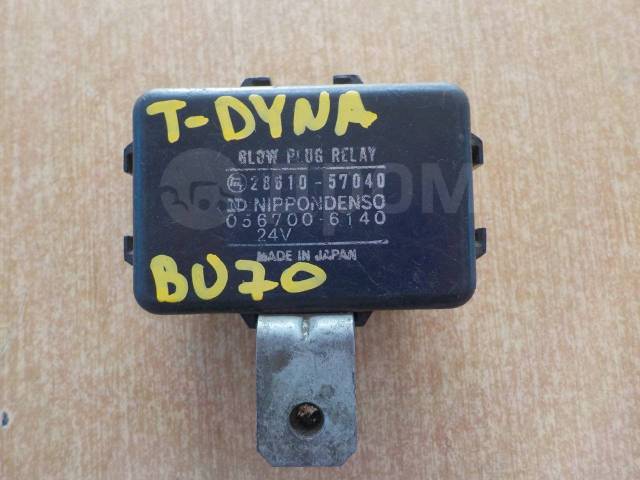 T-DYNA
GLOW PLUG RELAY
28610-57040
ND NIPPONDENSO
056700-6140
24V
MADE IN JAPAN
BU70